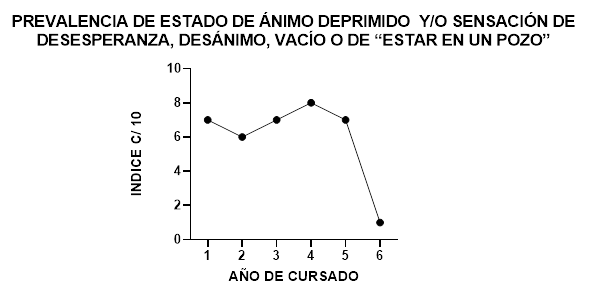 PREVALENCIA DE ESTADO DE ÁNIMO DEPRIMIDO Y/O SENSACIÓN DE
DESESPERANZA, DESÁNIMO, VACÍO O DE “ESTAR EN UN POZO”
10
8
6
4
2
0
INDICE C/ 10
1 2 3 4 5 6
AÑO DE CURSADO